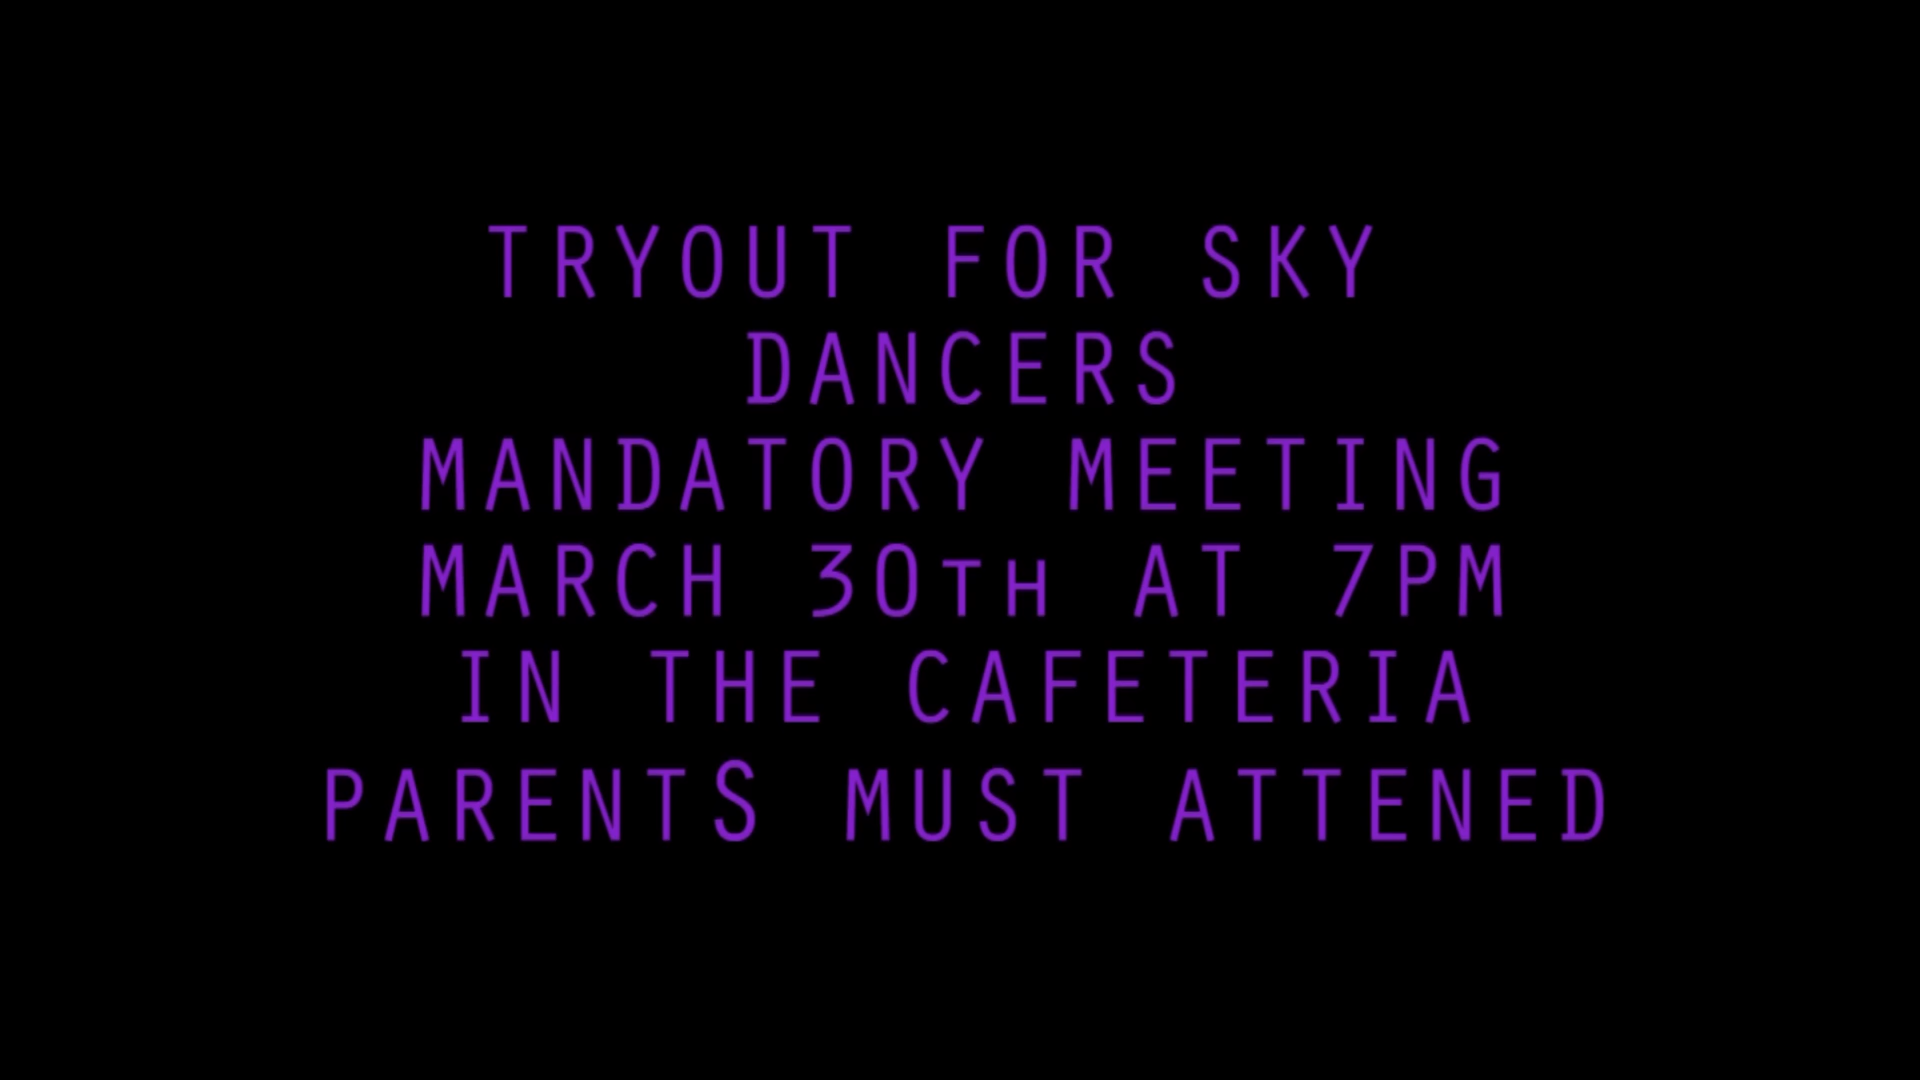 TRYOUT FOR SKY
DANCERS
MANDATORY MEETING
MARCH 30TH AT 7PM
IN THE CAFETERIA
PARENTS MUST ATTENED